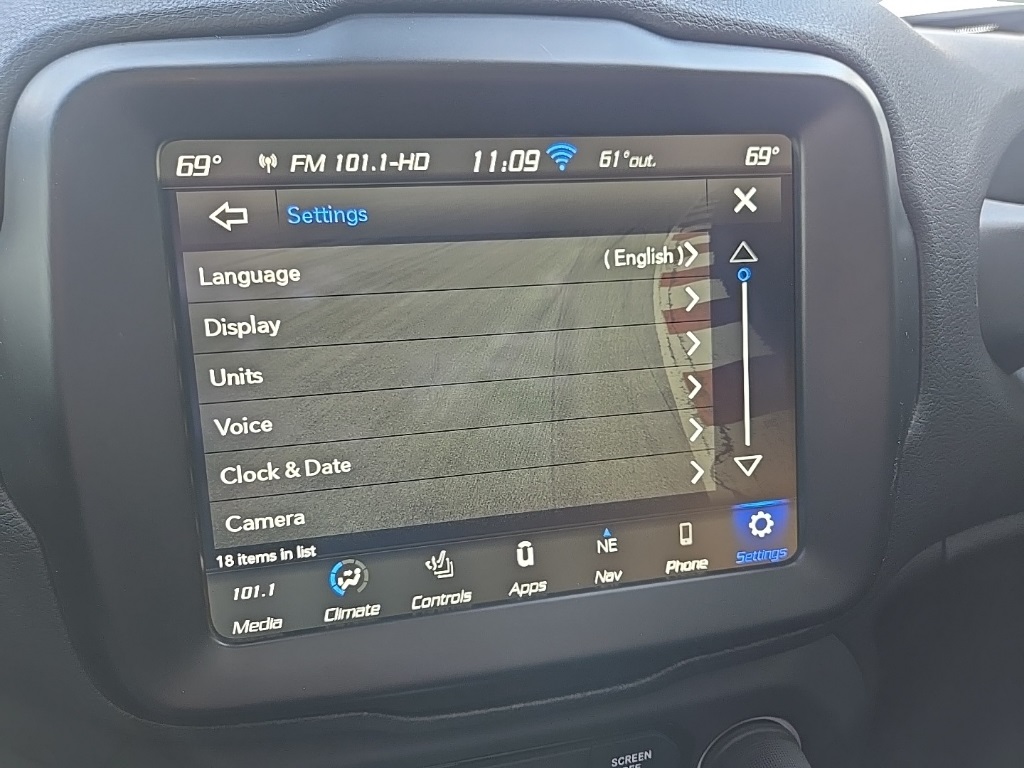 69° FM 101.1-HD 11:09 61°out. 69°
Settings
Language (English)
Display
Units
Voice
Clock & Date
Camera
18 items in list
101.1 NE
Media Climate Controls Apps Nav Phone Settings
SCREEN